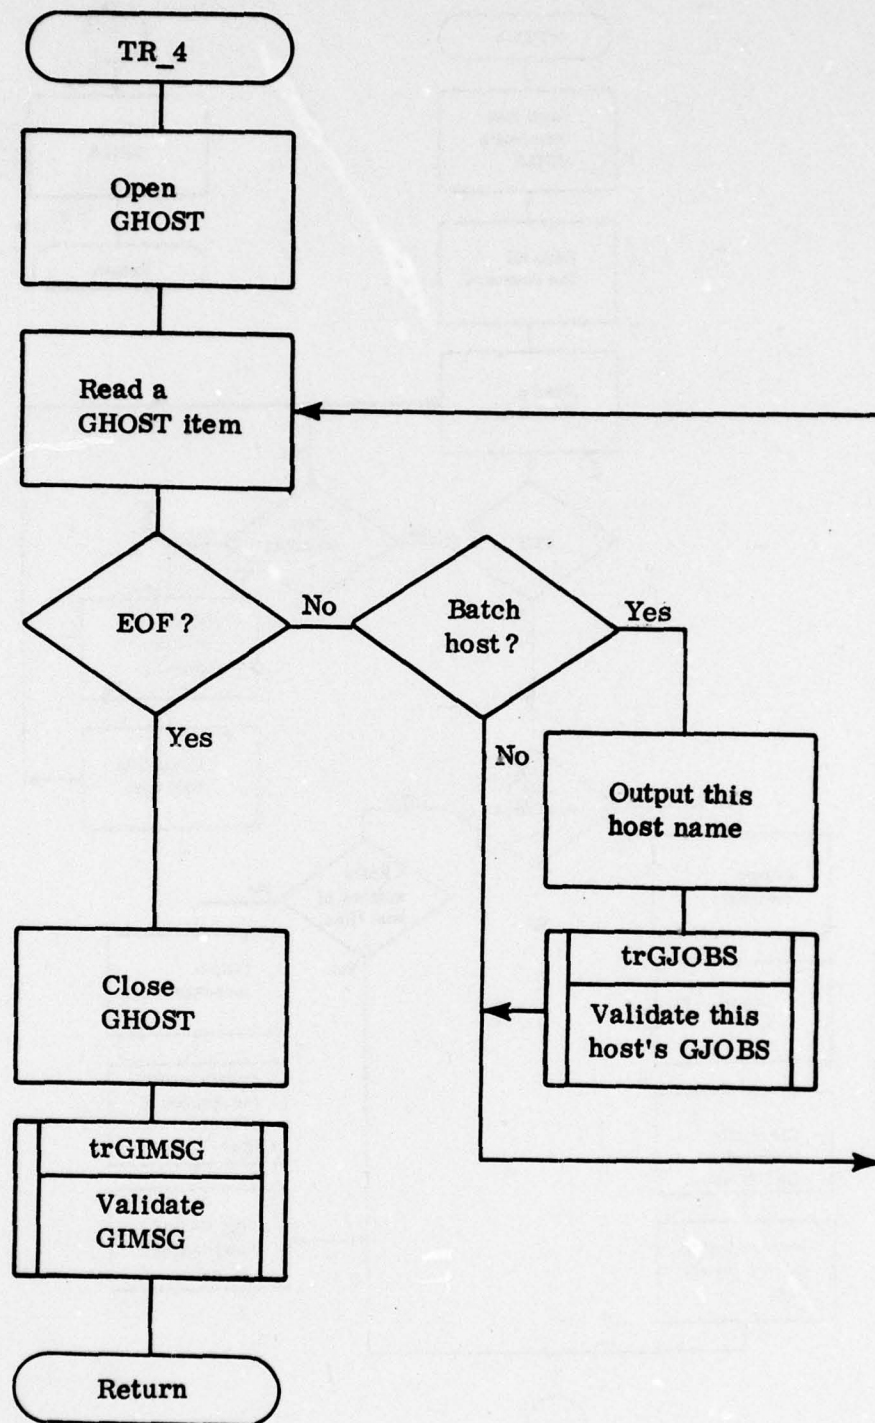 TR_4
Open
GHOST
Read a
GHOST item
EOF?
No
Batch
host?
Yes
Yes
No
Output this
host name
trGJOBS
Validate this
host's GJOBS
Close
GHOST
trGIMSG
Validate
GIMSG
Return